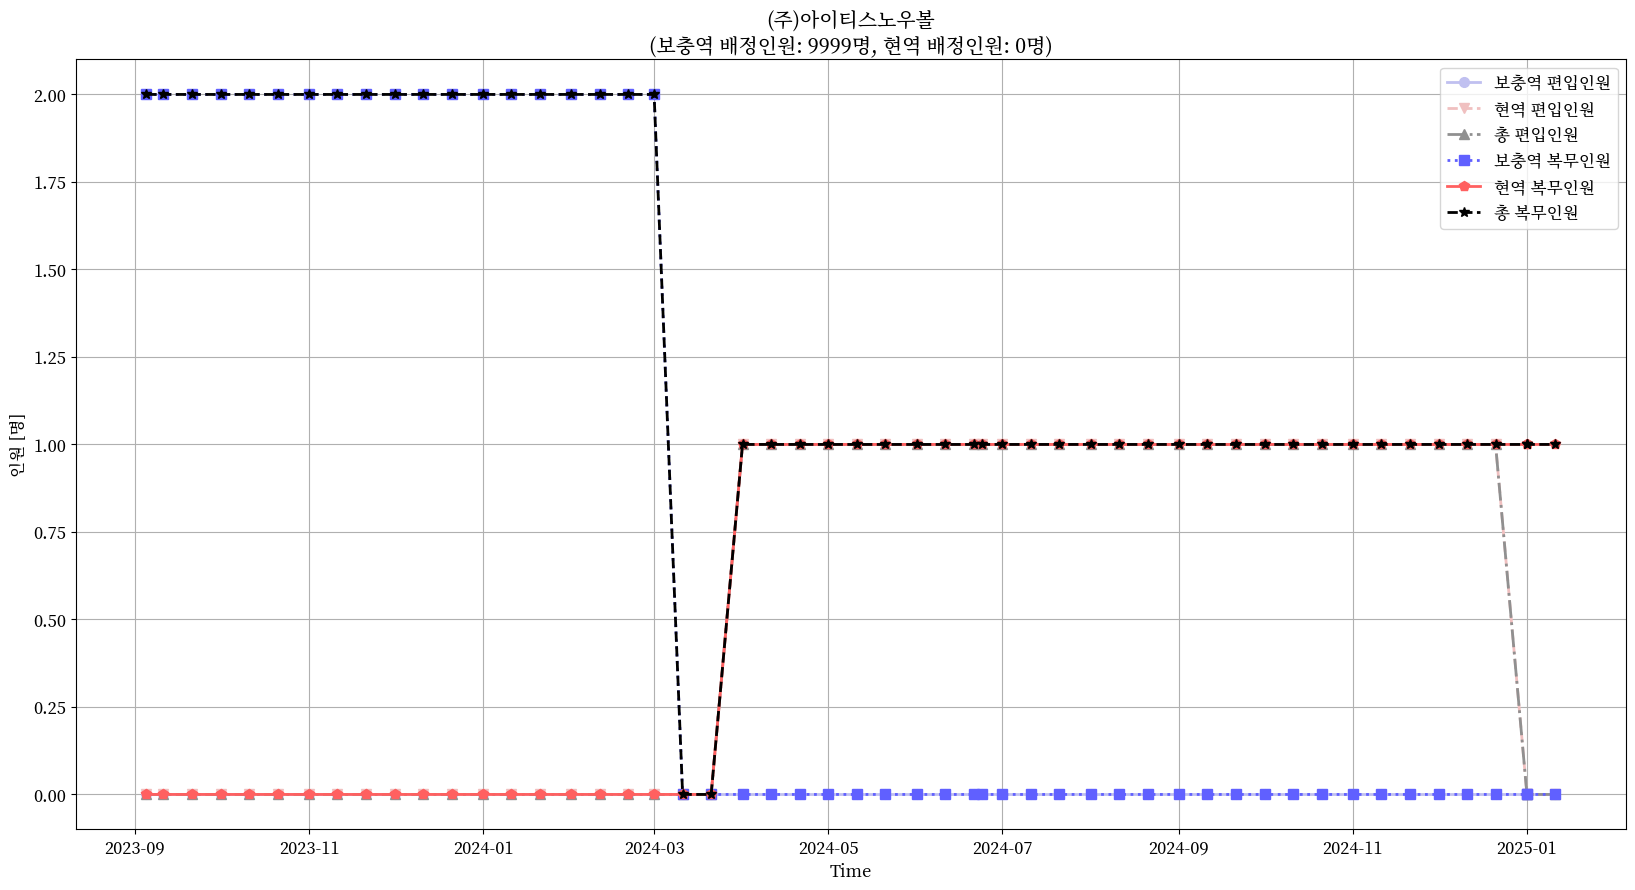 (주)아이티스노우볼
(보충역 배정인원: 9999명, 현역 배정인원: 0명)
보충역 편입인원
현역 편입인원
총 편입인원
보충역 복무인원
현역 복무인원
총 복무인원
인원 [명]
2.00
1.75
1.50
1.25
1.00
0.75
0.50
0.25
0.00
2023-09 2023-11 2024-01 2024-03 2024-05 2024-07 2024-09 2024-11 2025-01
Time